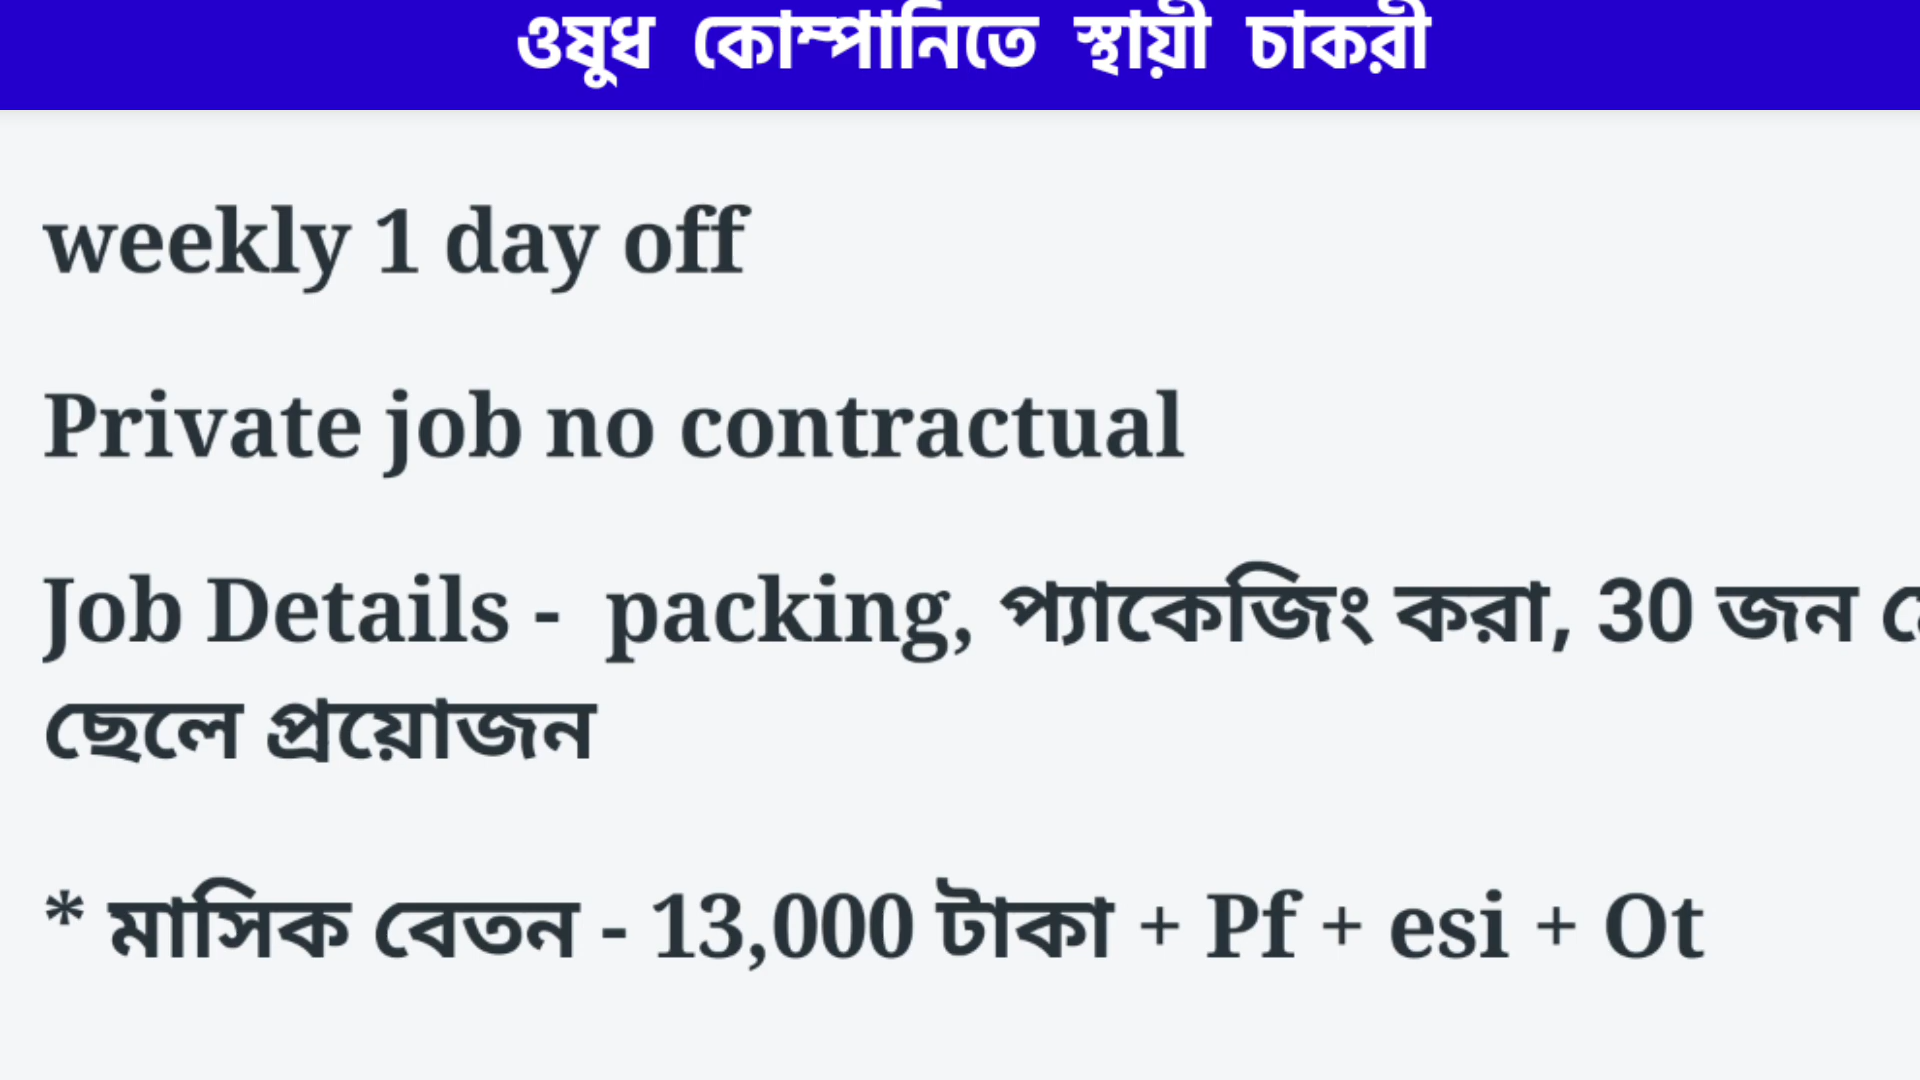 ওষুধ কোম্পানিতে স্থায়ী চাকরী
weekly 1 day off
Private job no contractual
Job Details - packing, প্যাকেজিং করা, 30 জন
ছেলে প্রয়োজন
* মাসিক বেতন - 13,000 টাকা + Pf + esi + Ot